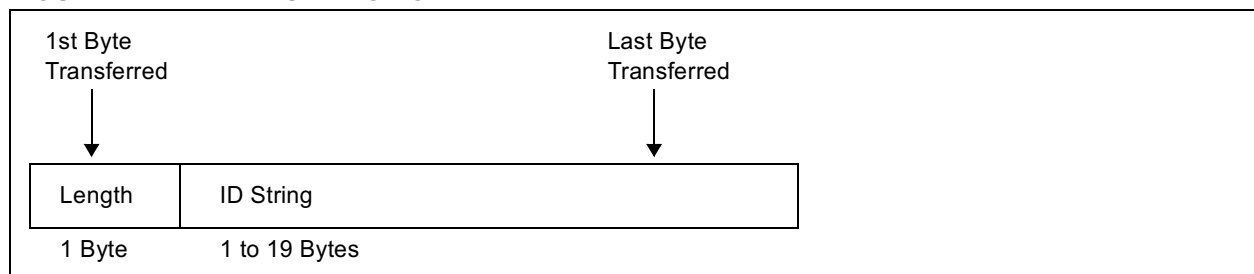 1st Byte
Transferred
Last Byte
Transferred
Length
ID String
1 Byte
1 to 19 Bytes